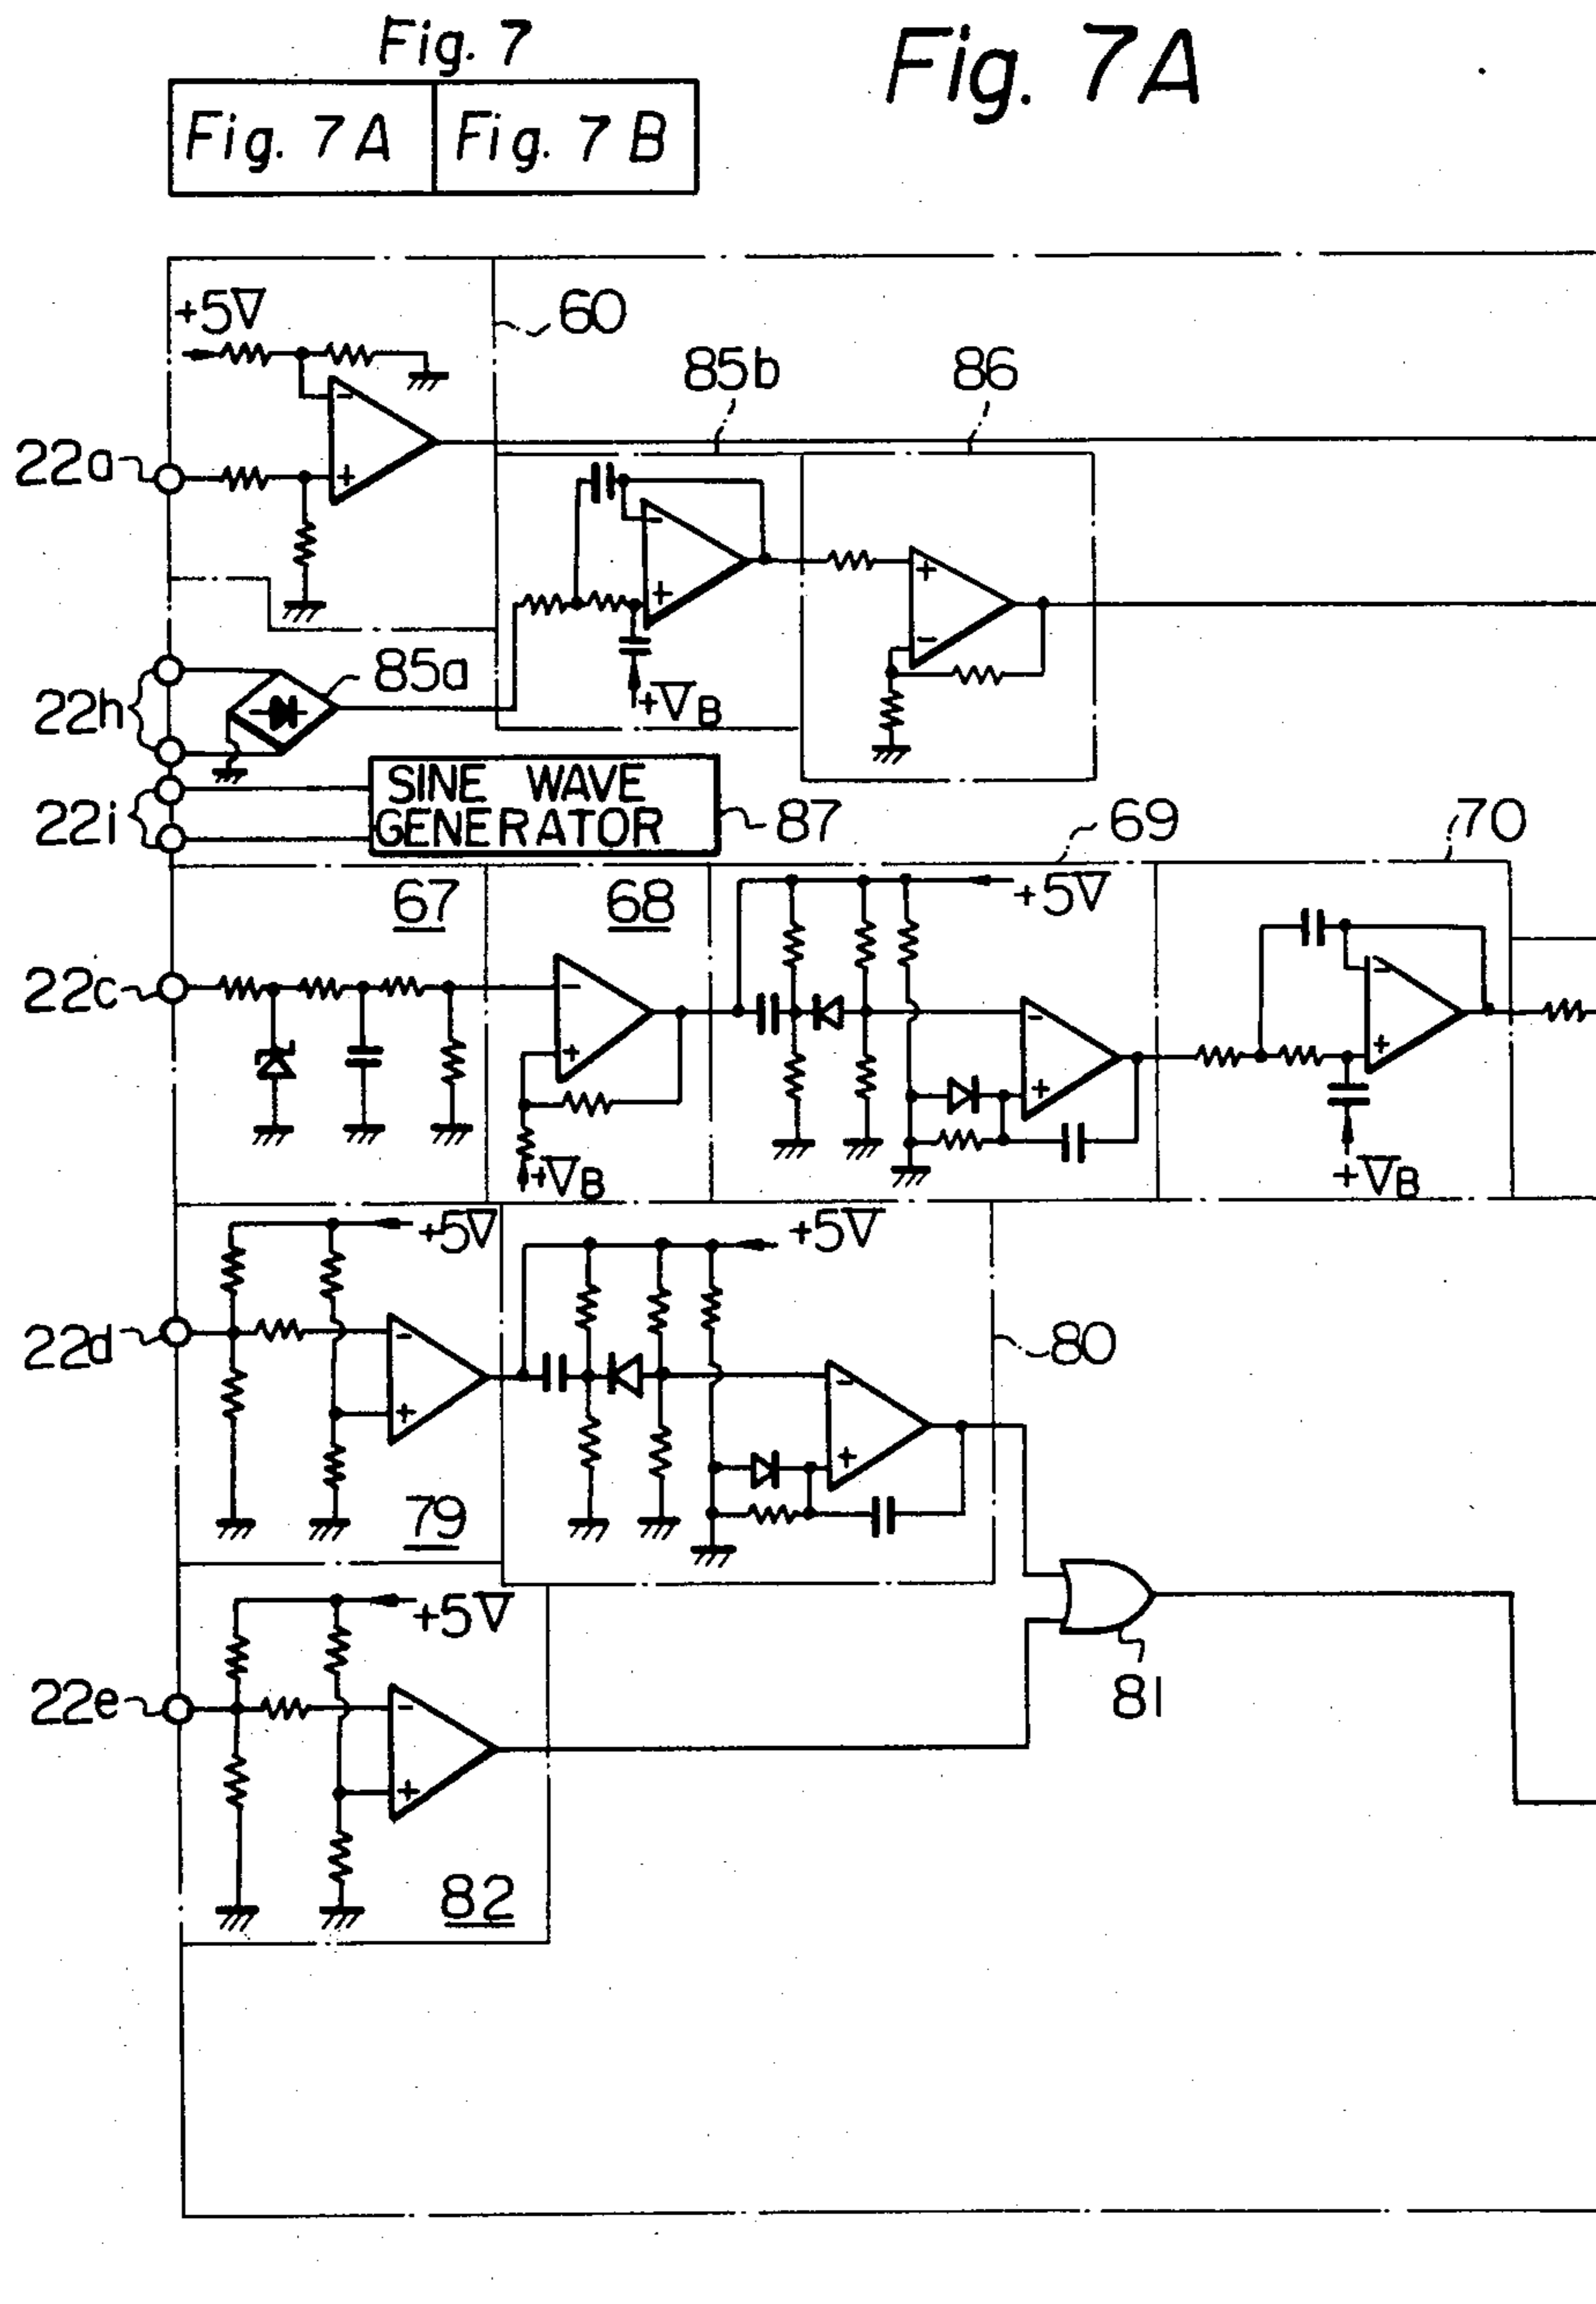 Fig. 7
Fig. 7A
Fig. 7A
Fig. 7B
+5V
60
85b
86
22a
-
+
-
+
+
-
85a
22h
+VB
SINE WAVE
GENERATOR
87
22i
69
70
67
68
+5V
22c
-
+
-
+
-
+
+VB
+VB
+5V
+5V
22d
-
+
80
-
+
79
+5V
22e
-
+
81
82